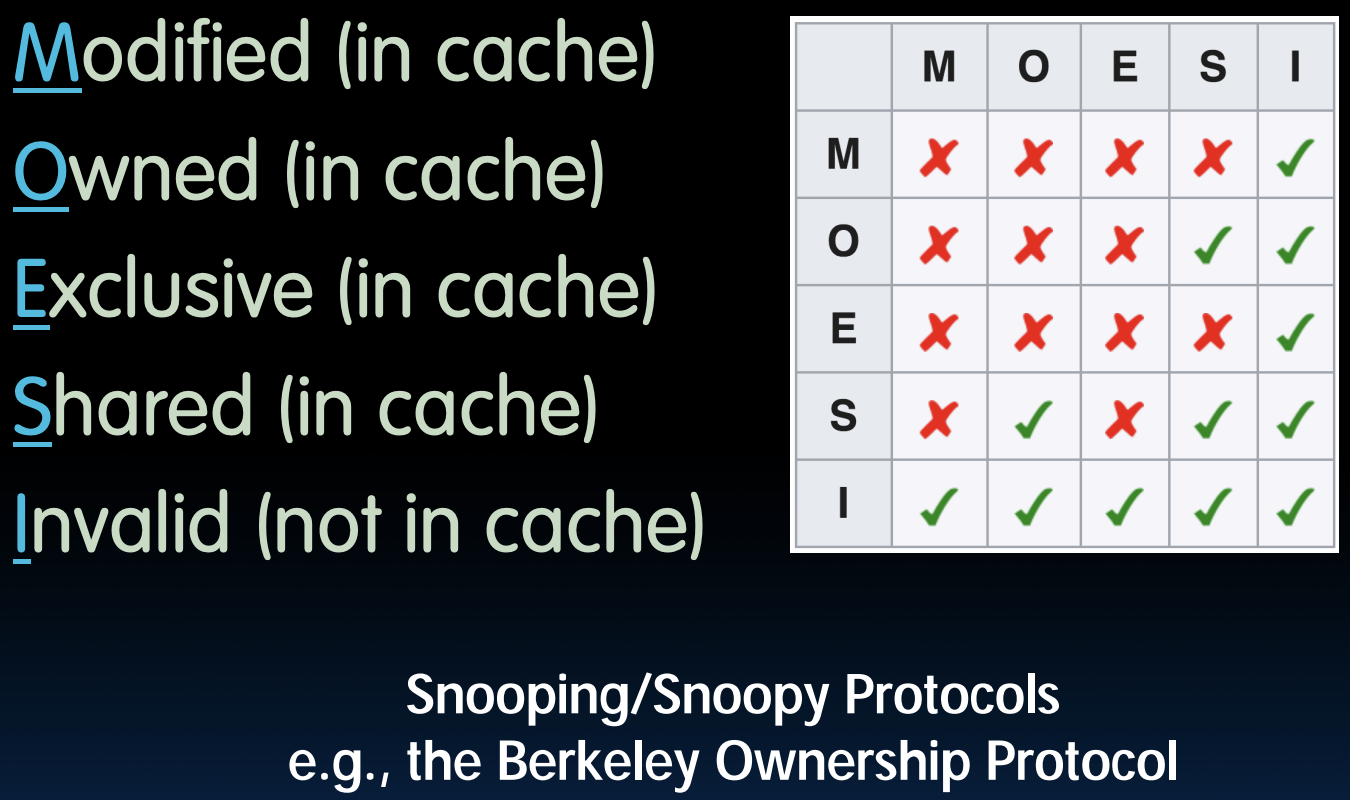 Modified (in cache)
Owned (in cache)
Exclusive (in cache)
Shared (in cache)
Invalid (not in cache)
M O E S I
M ✘ ✘ ✘ ✘ ✓
O ✘ ✘ ✘ ✓ ✓
E ✘ ✘ ✘ ✘ ✓
S ✘ ✓ ✘ ✓ ✓
I ✓ ✓ ✓ ✓ ✓
Snooping/Snoopy Protocols
e.g., the Berkeley Ownership Protocol